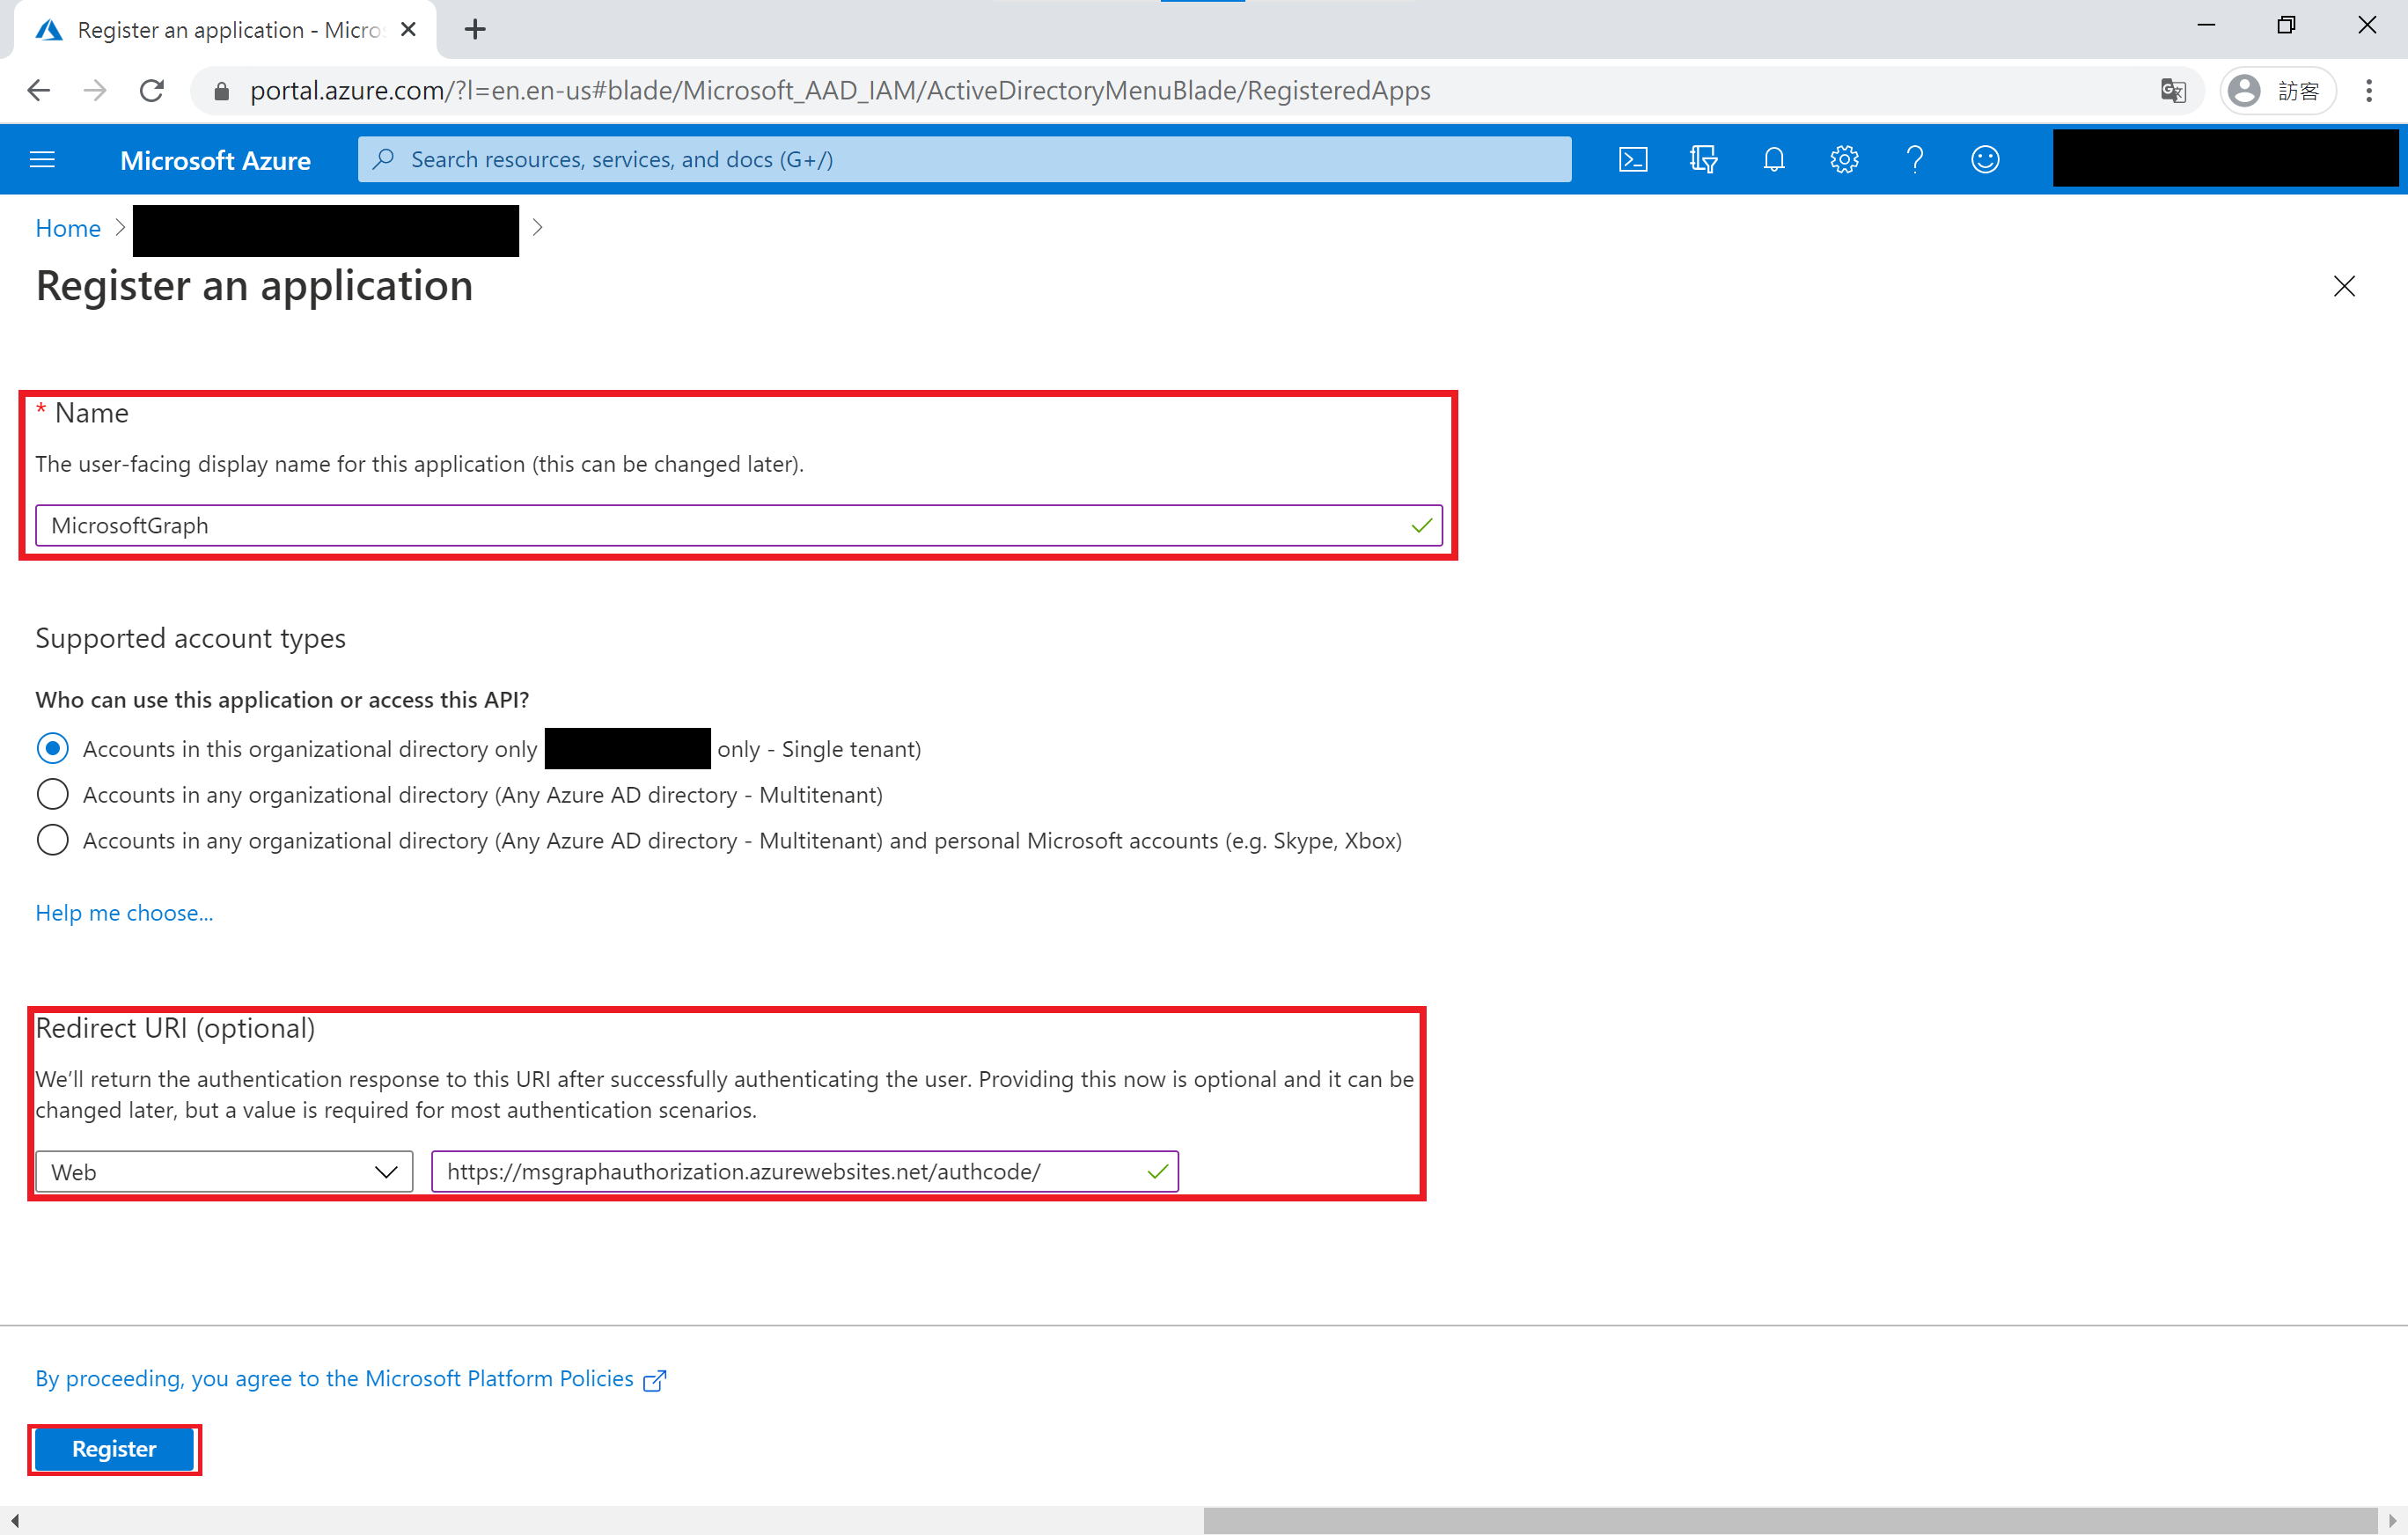 Register an application - Micro
portal.azure.com/?l=en.en-us#blade/Microsoft_AAD_IAM/ActiveDirectoryMenuBlade/RegisteredApps
訪客
Microsoft Azure
Search resources, services, and docs (G+/)
Home
Register an application
* Name
The user-facing display name for this application (this can be changed later).
MicrosoftGraph
Supported account types
Who can use this application or access this API?
Accounts in this organizational directory only only - Single tenant)
Accounts in any organizational directory (Any Azure AD directory - Multitenant)
Accounts in any organizational directory (Any Azure AD directory - Multitenant) and personal Microsoft accounts (e.g. Skype, Xbox)
Help me choose...
Redirect URI (optional)
We'll return the authentication response to this URI after successfully authenticating the user. Providing this now is optional and it can be
changed later, but a value is required for most authentication scenarios.
Web
https://msgraphauthorization.azurewebsites.net/authcode/
By proceeding, you agree to the Microsoft Platform Policies
Register